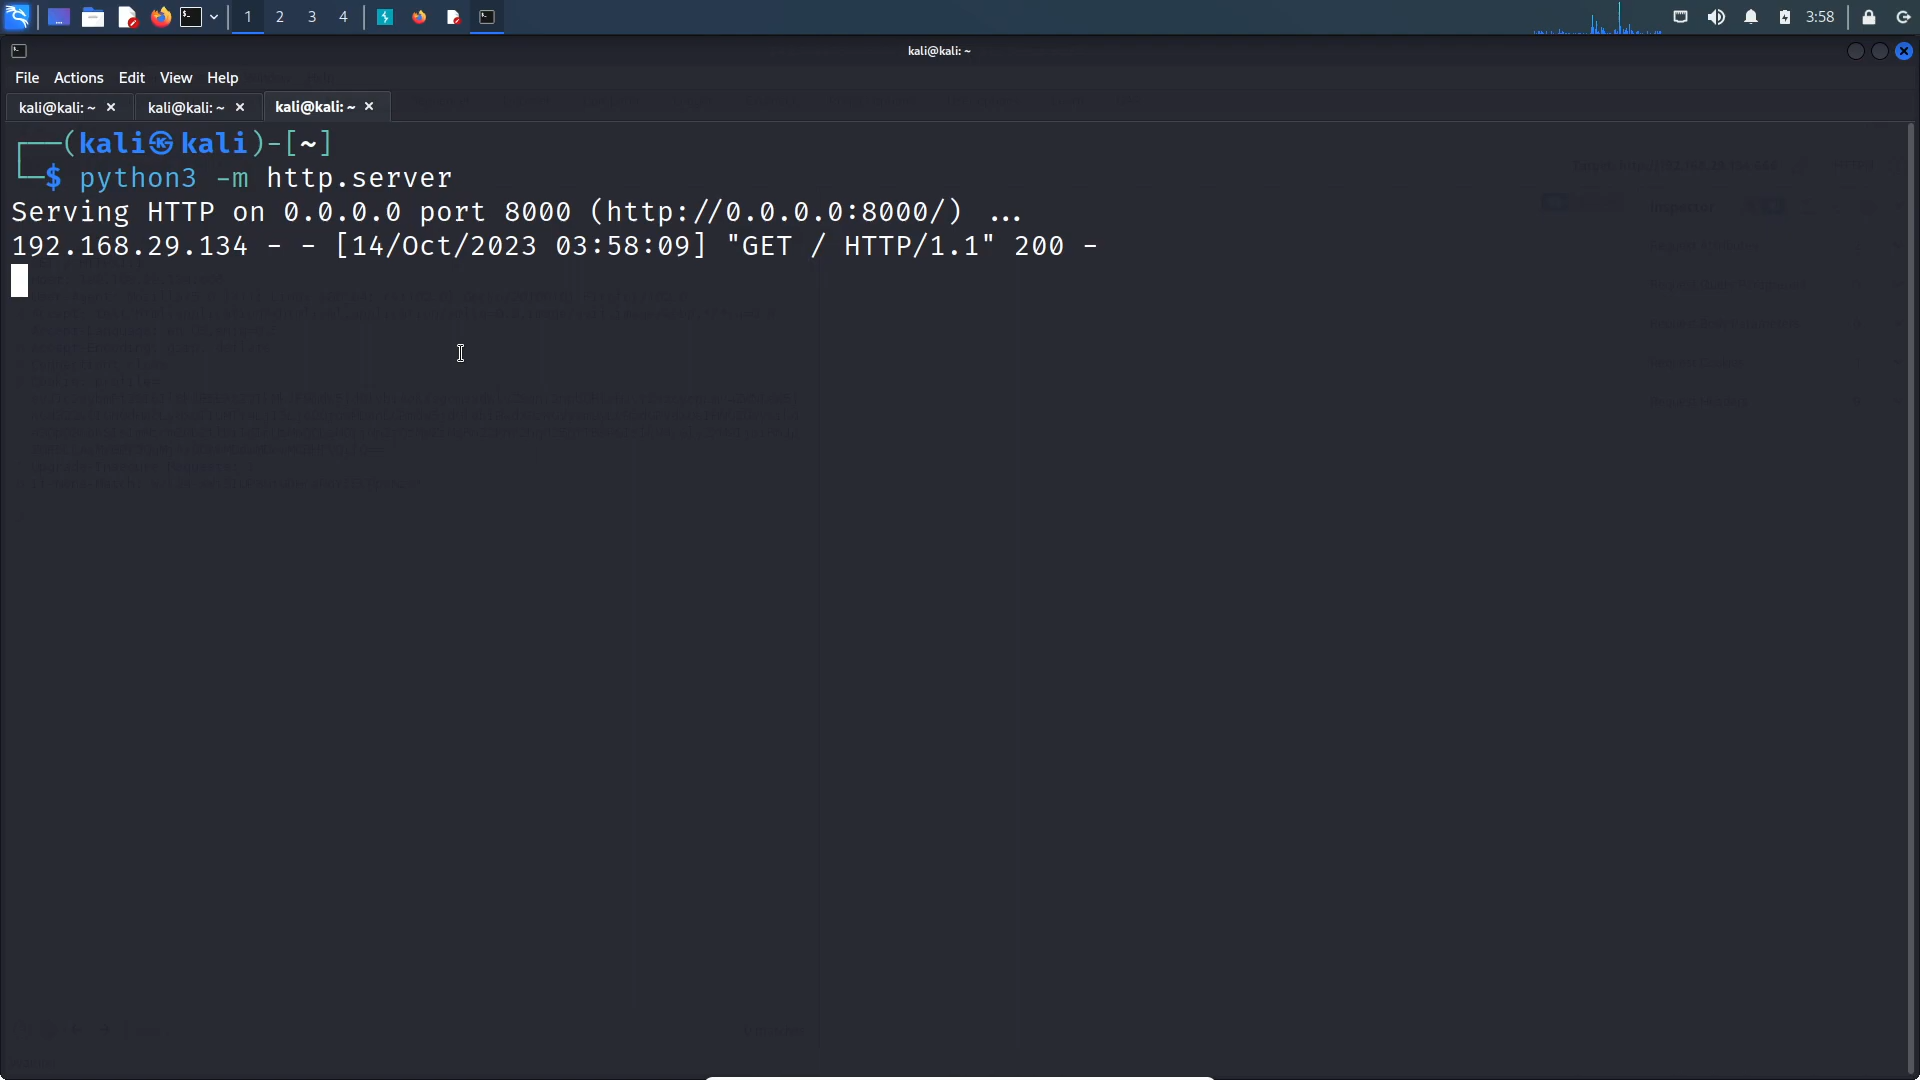 1 2 3 4 3:58
kali@kali: ~
File Actions Edit View Help
kali@kali: ~ × kali@kali: ~ × kali@kali: ~ ×
┌──(kali㉿kali)-[~]
└─$ python3 -m http.server
Serving HTTP on 0.0.0.0 port 8000 (http://0.0.0.0:8000/) ...
192.168.29.134 - - [14/Oct/2023 03:58:09] "GET / HTTP/1.1" 200 -
Inspector